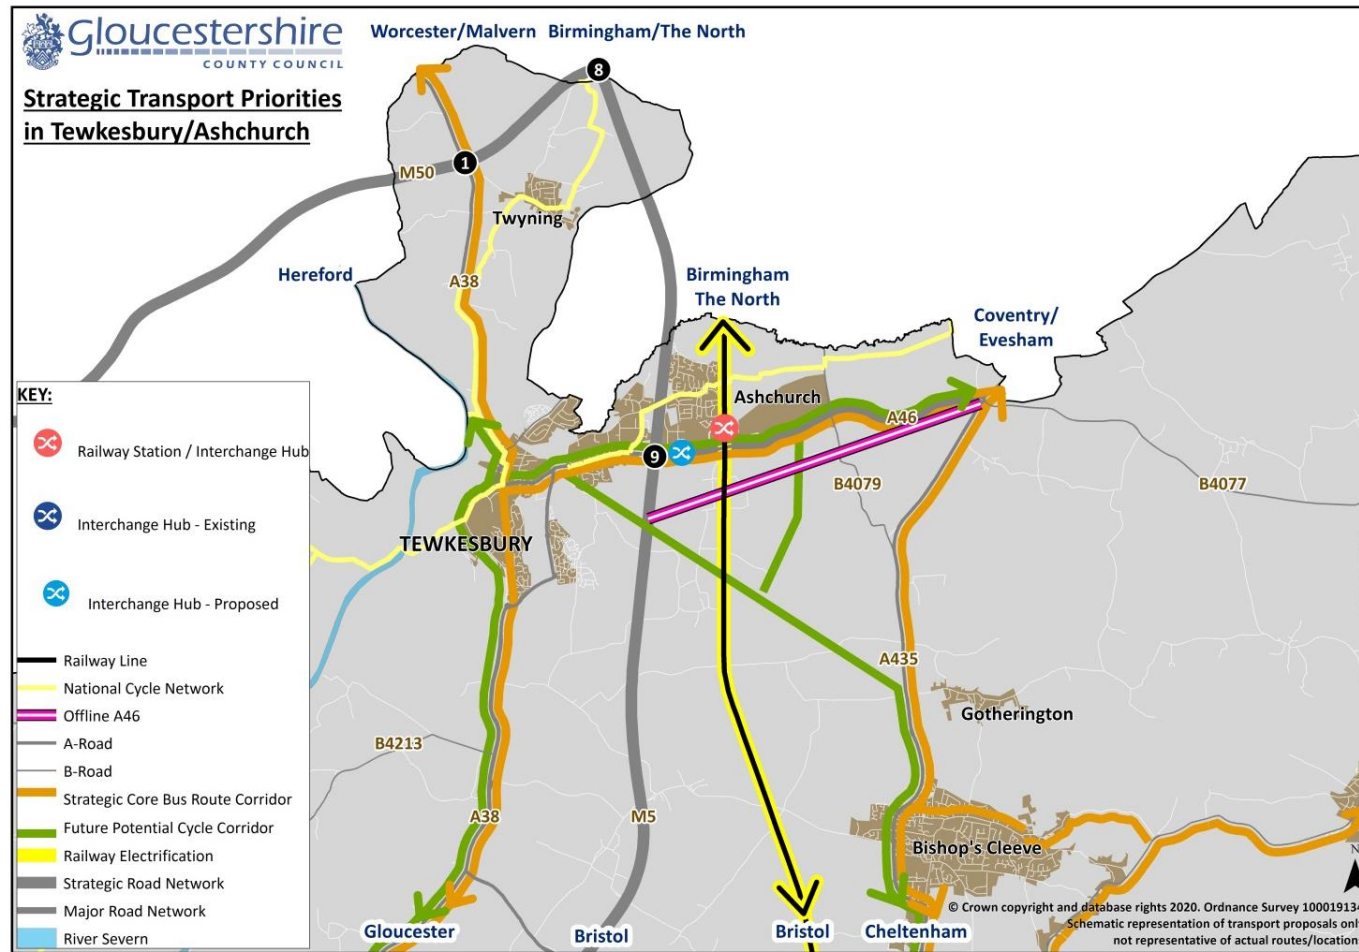 Gloucestershire
COUNTY COUNCIL
Strategic Transport Priorities
in Tewkesbury/Ashchurch
Worcester/Malvern
Birmingham/The North
8
1
M50
Twyning
Hereford
A38
Birmingham
The North
Coventry/
Evesham
Ashchurch
A46
9
B4079
B4077
TEWKESBURY
A435
Gotherington
B4213
A38
M5
Bishop's Cleeve
Gloucester
Bristol
Bristol
Cheltenham
KEY:
Railway Station / Interchange Hub
Interchange Hub - Existing
Interchange Hub - Proposed
Railway Line
National Cycle Network
Offline A46
A-Road
B-Road
Strategic Core Bus Route Corridor
Future Potential Cycle Corridor
Railway Electrification
Strategic Road Network
Major Road Network
River Severn
N
© Crown copyright and database rights 2020. Ordnance Survey 100019134
Schematic representation of transport proposals onl
not representative of actual routes/location